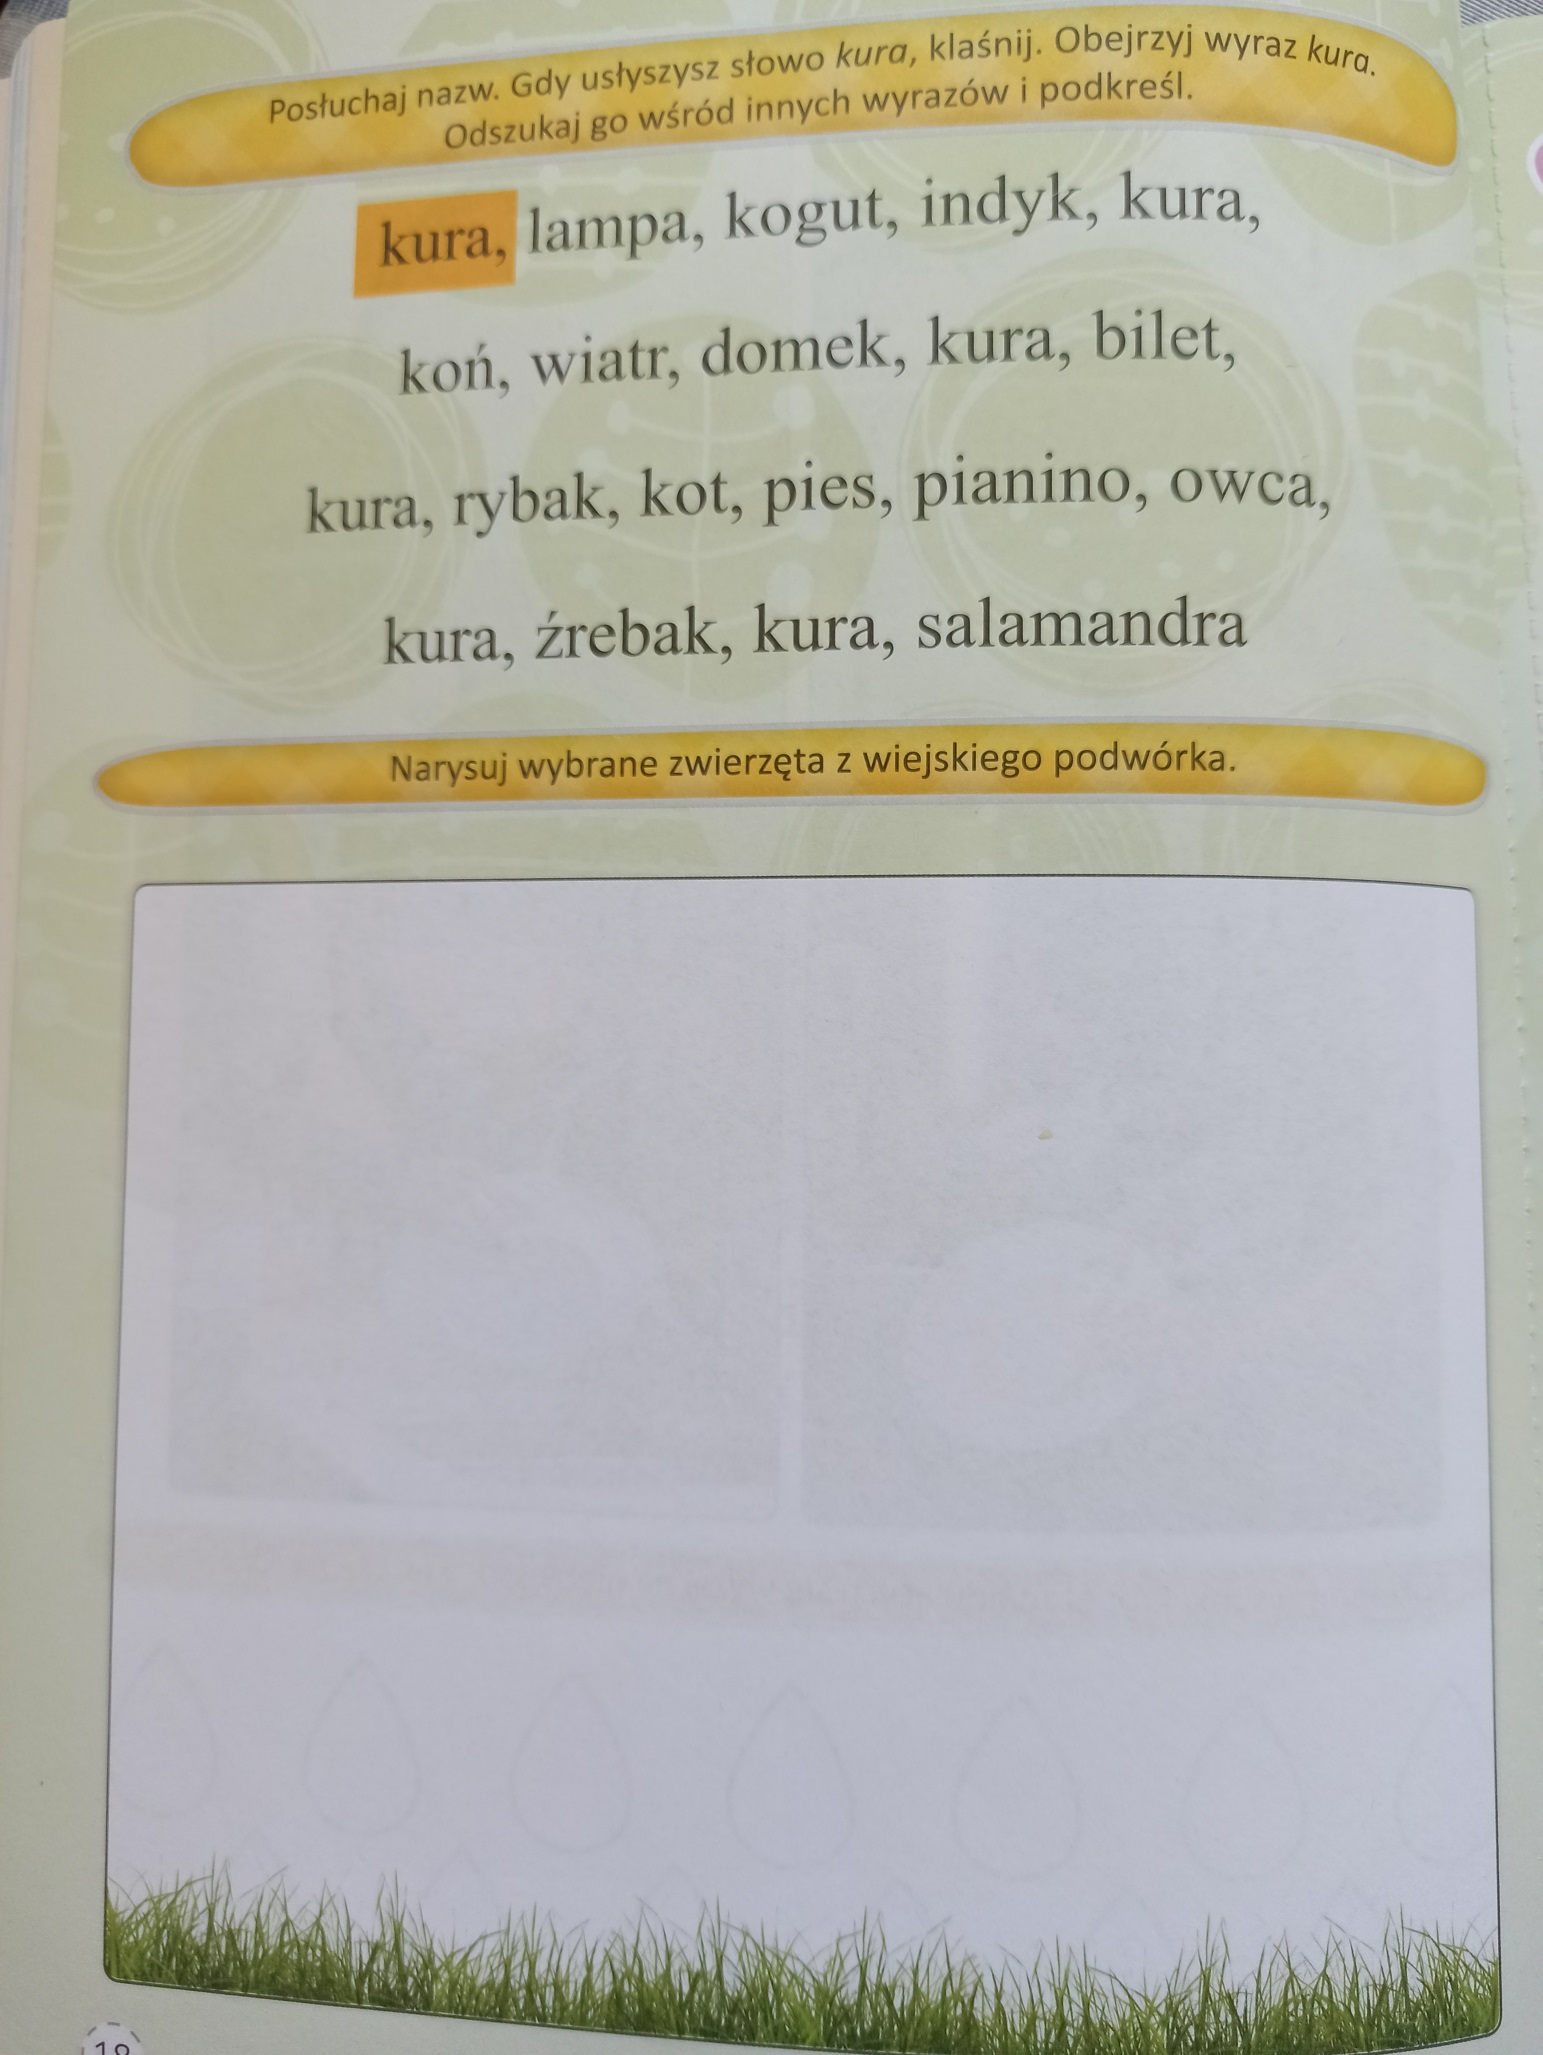 Posłuchaj nazw. Gdy usłyszysz słowo kura, klaśnij. Obejrzyj wyraz kura.
Odszukaj go wśród innych wyrazów i podkreśl.
kura, lampa, kogut, indyk, kura,
koń, wiatr, domek, kura, bilet,
kura, rybak, kot, pies, pianino, owca,
kura, źrebak, kura, salamandra
Narysuj wybrane zwierzęta z wiejskiego podwórka.